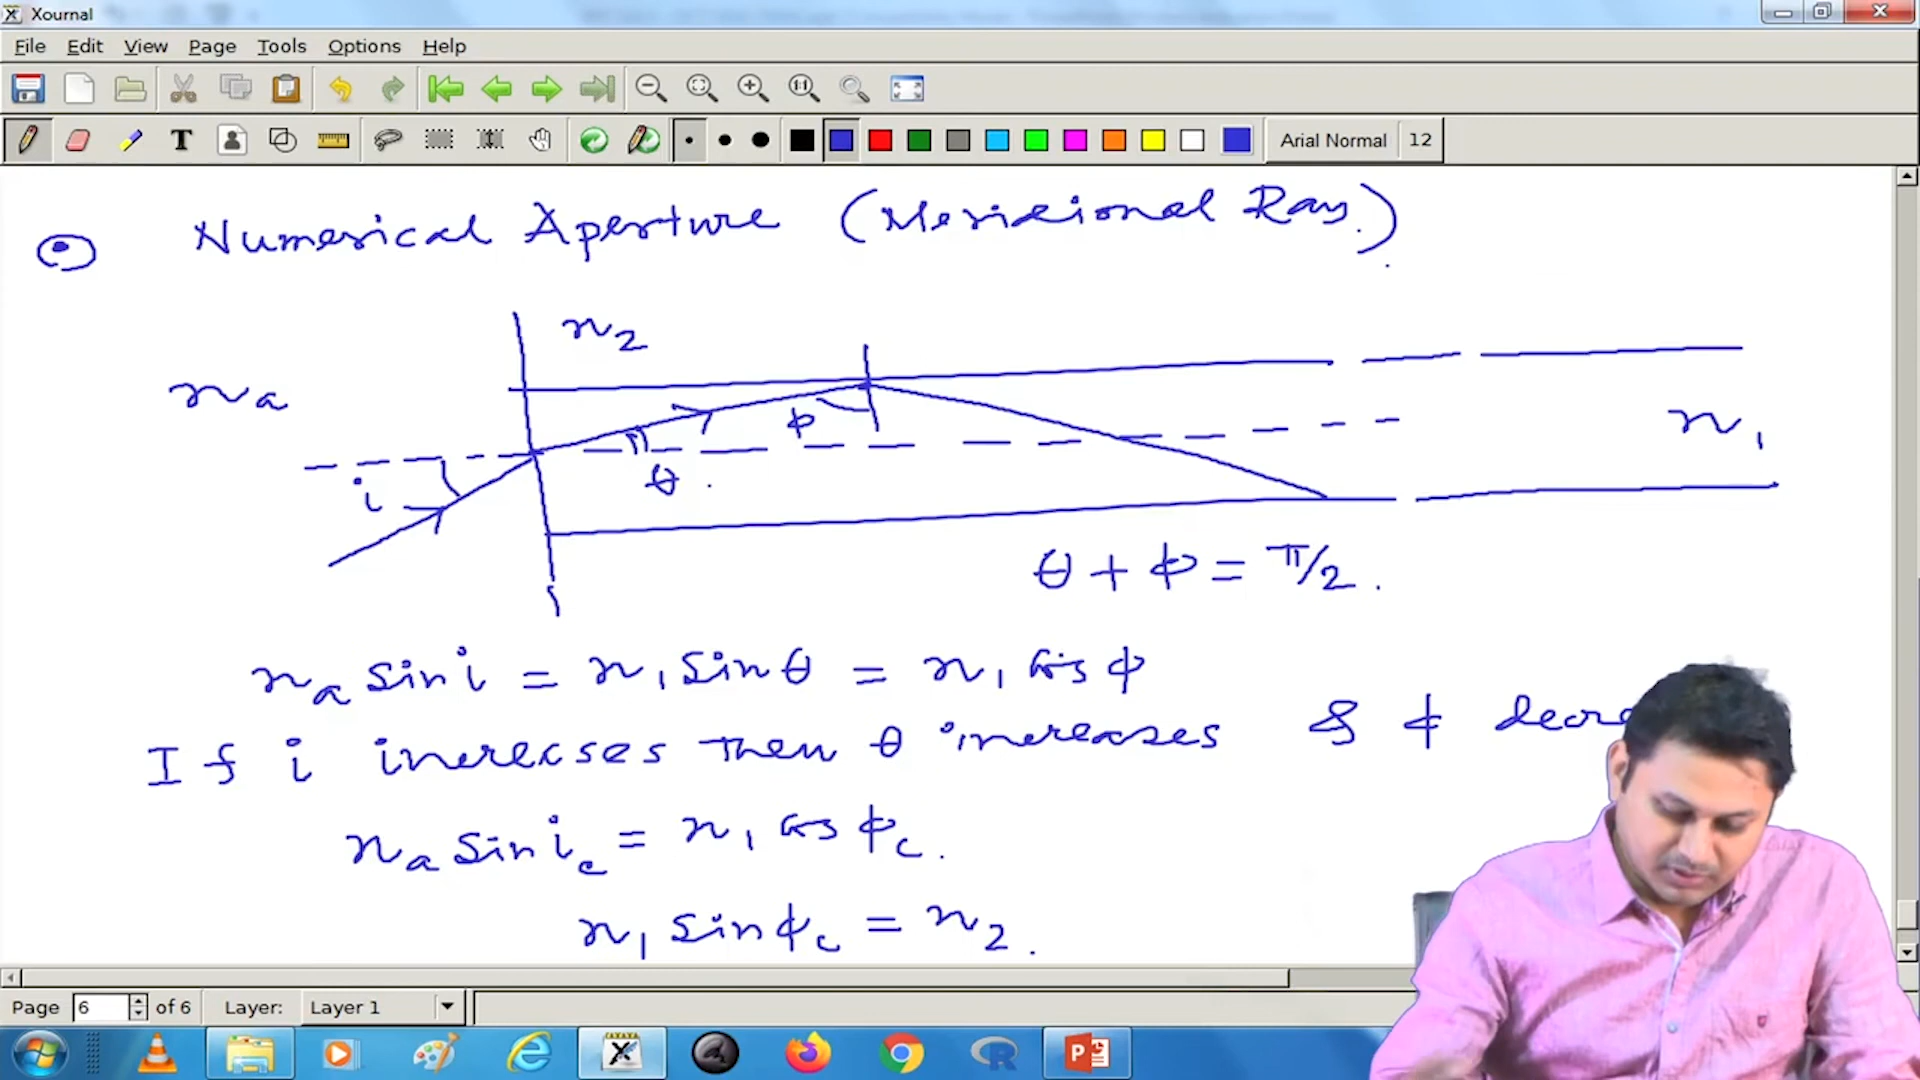 Xournal
File Edit View Page Tools Options Help
Arial Normal 12
Numerical Aperture (Meridional Ray.)
n2
na
ϕ
n1
i
θ
θ + ϕ = π/2.
na sin i = n1 sin θ = n1 cos ϕ
If i increases then θ increases & ϕ decre
na sin ic = n1 cos ϕc.
n1 sin ϕc = n2.
Page 6 of 6 Layer: Layer 1